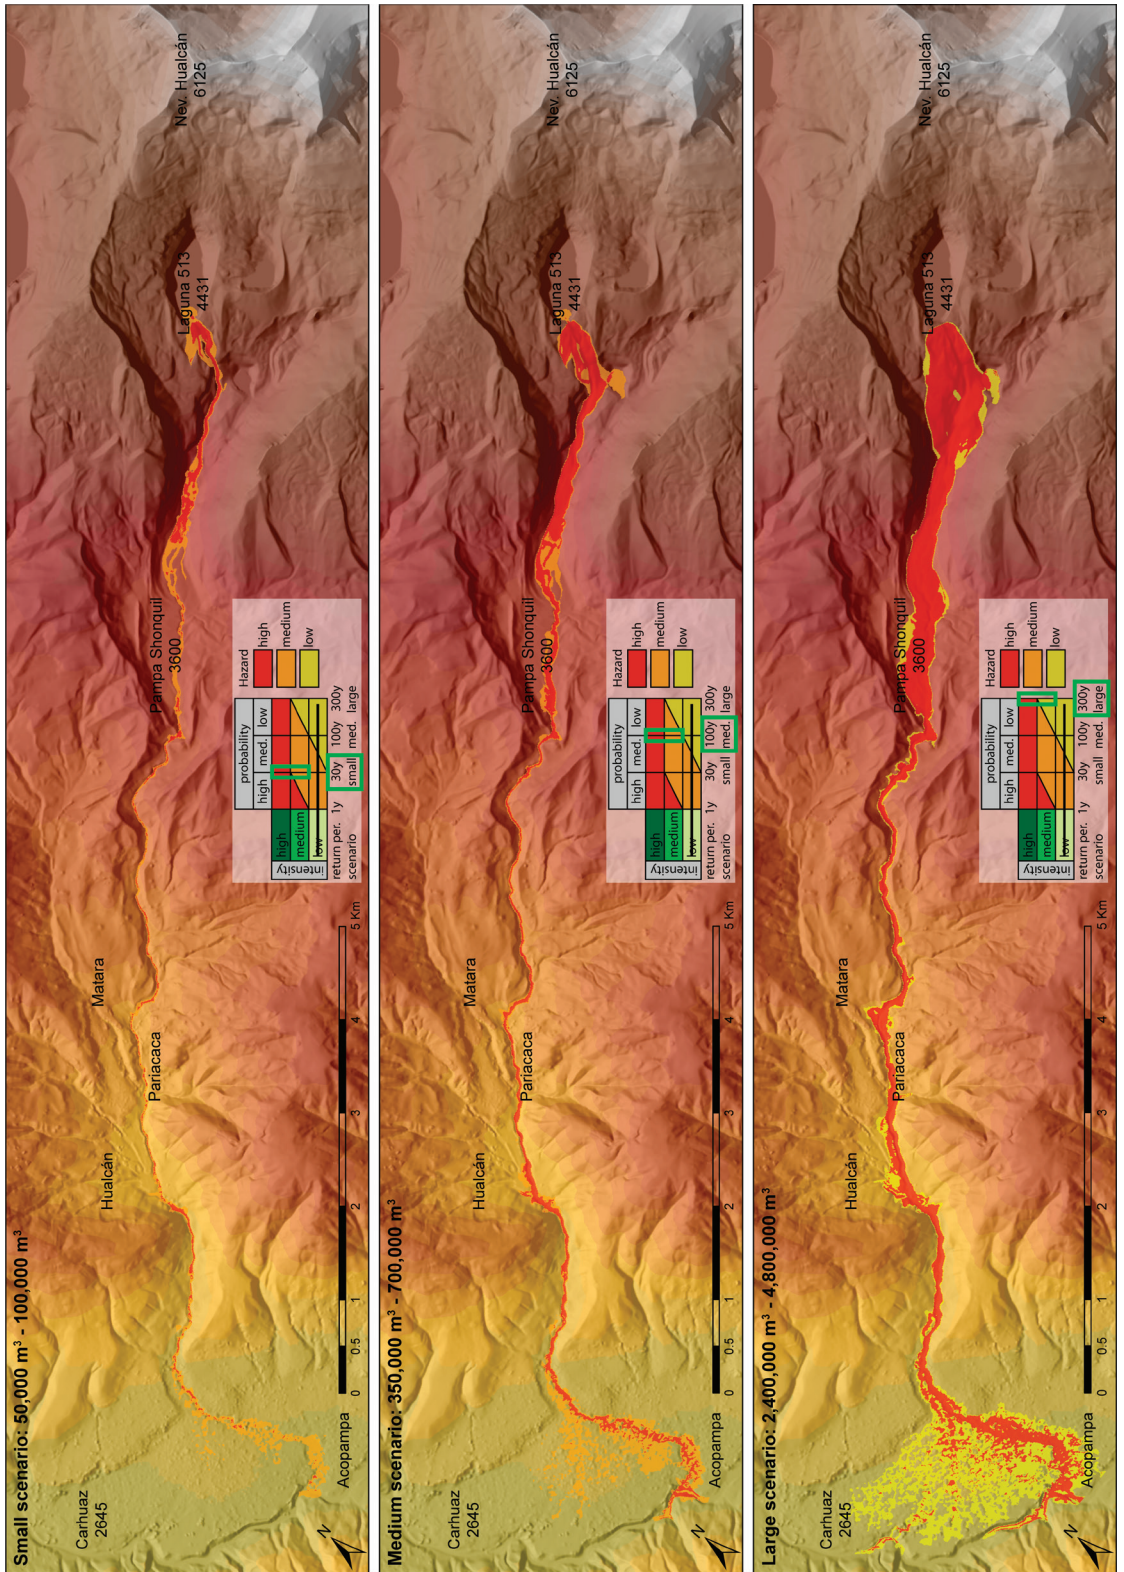 Small scenario: 50,000 m³ - 100,000 m³
Carhuaz
2645
Acopampa
N
Hualcán
Pariacaca
Matara
Pampa Shonquil
3600
Laguna 513
4431
Nev. Hualcán
6125
0 0.5 1 2 3 4 5 Km
probability
high med. low
intensity
high
medium
low
return per. 1y 30y 100y 300y
scenario small med. large
Hazard
high
medium
low
Medium scenario: 350,000 m³ - 700,000 m³
Carhuaz
2645
Acopampa
N
Hualcán
Pariacaca
Matara
Pampa Shonquil
3600
Laguna 513
4431
Nev. Hualcán
6125
0 0.5 1 2 3 4 5 Km
probability
high med. low
intensity
high
medium
low
return per. 1y 30y 100y 300y
scenario small med. large
Hazard
high
medium
low
Large scenario: 2,400,000 m³ - 4,800,000 m³
Carhuaz
2645
Acopampa
N
Hualcán
Pariacaca
Matara
Pampa Shonquil
3600
Laguna 513
4431
Nev. Hualcán
6125
0 0.5 1 2 3 4 5 Km
probability
high med. low
intensity
high
medium
low
return per. 1y 30y 100y 300y
scenario small med. large
Hazard
high
medium
low